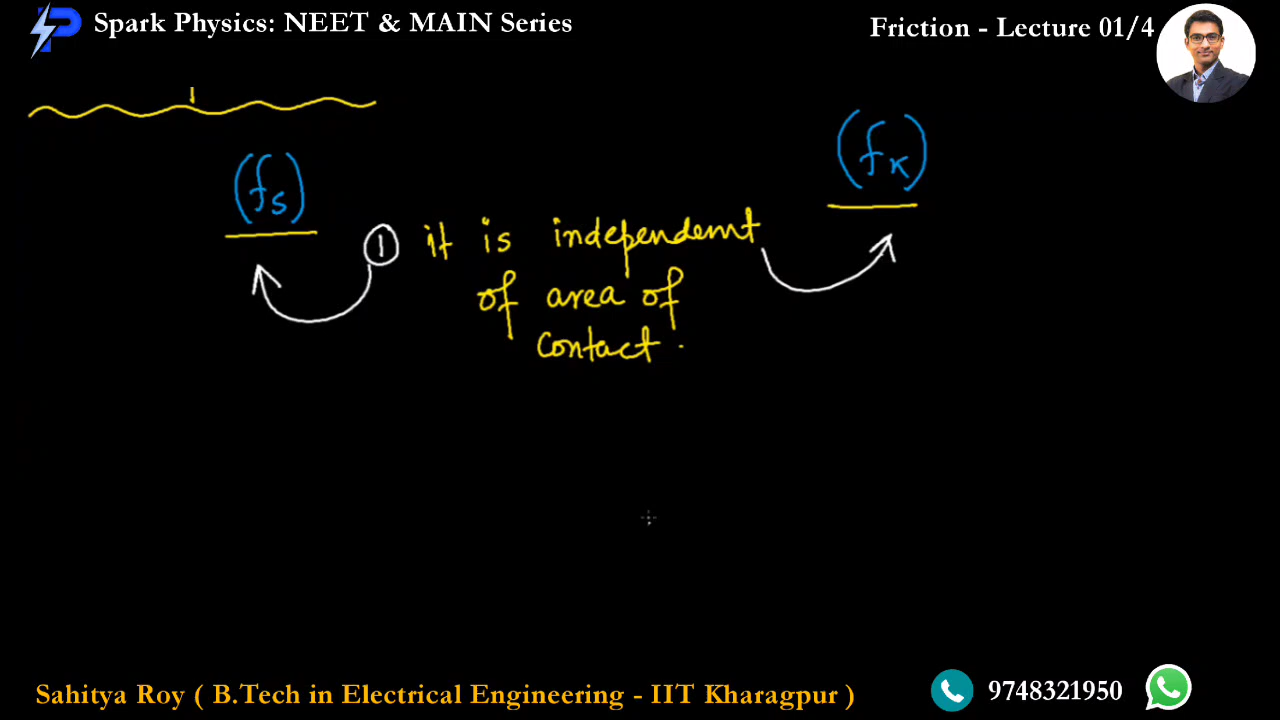 Spark Physics: NEET & MAIN Series
Friction - Lecture 01/4
(fs)
(fK)
① it is independemt
of area of
contact.
Sahitya Roy ( B.Tech in Electrical Engineering - IIT Kharagpur )
9748321950